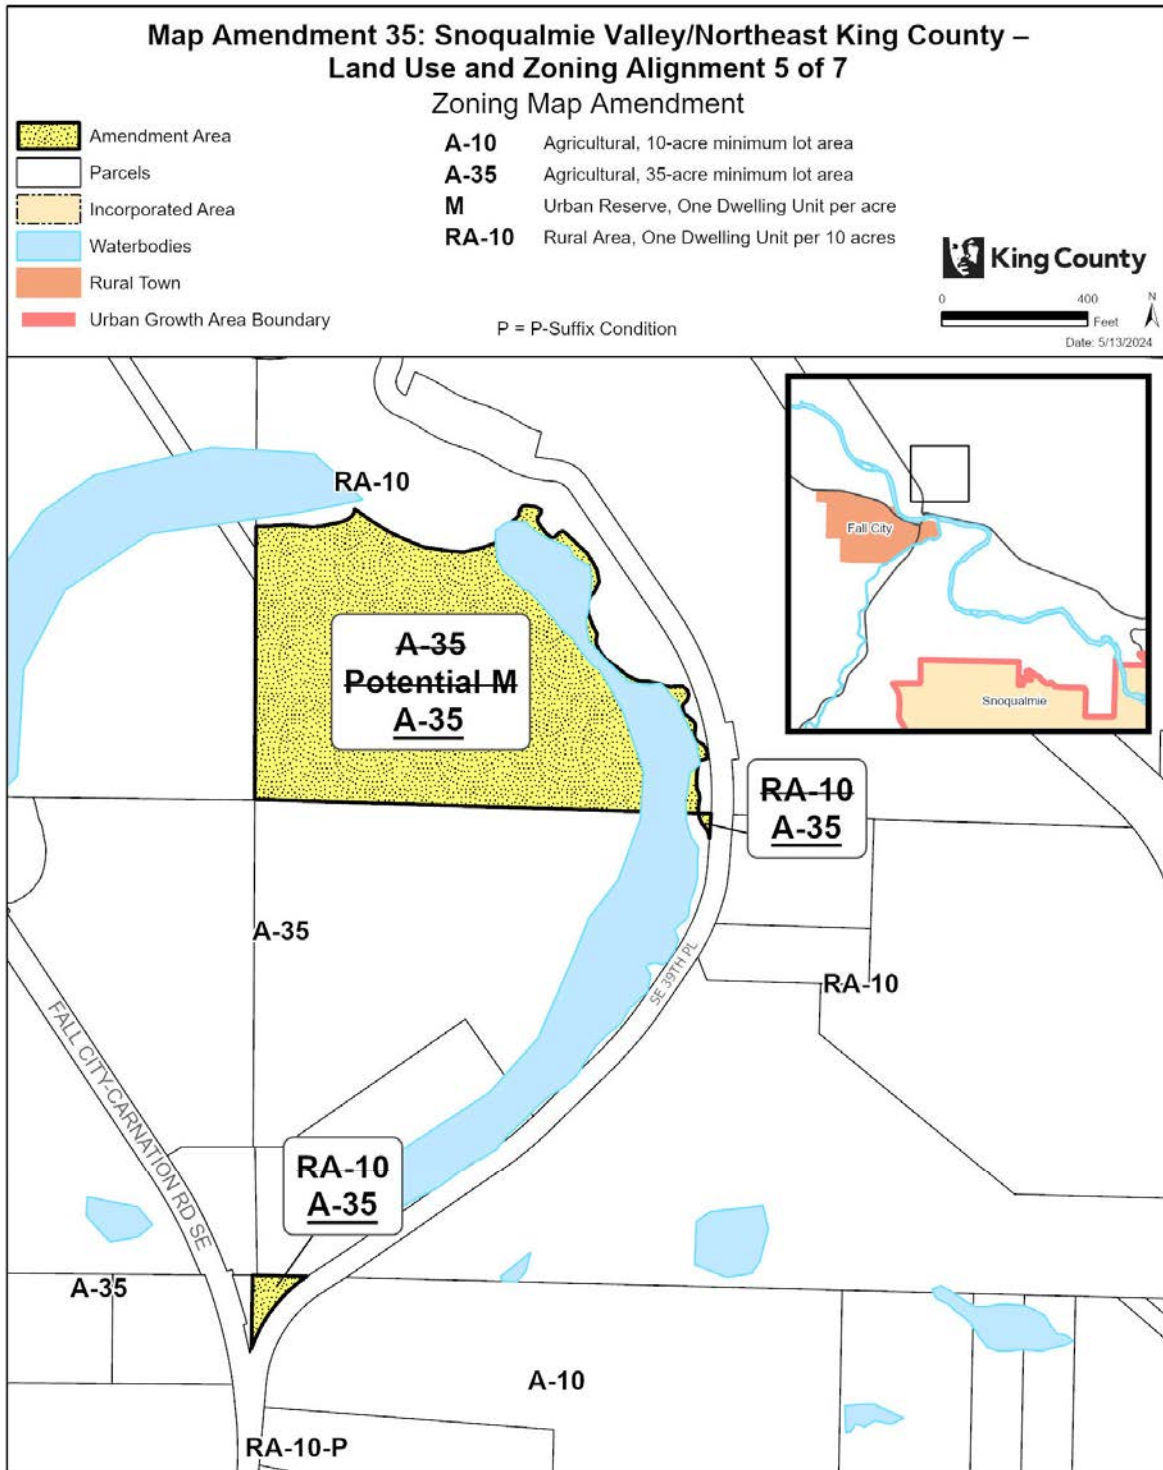 Map Amendment 35: Snoqualmie Valley/Northeast King County –
Land Use and Zoning Alignment 5 of 7
Zoning Map Amendment
Amendment Area
Parcels
Incorporated Area
Waterbodies
Rural Town
Urban Growth Area Boundary
A-10 Agricultural, 10-acre minimum lot area
A-35 Agricultural, 35-acre minimum lot area
M Urban Reserve, One Dwelling Unit per acre
RA-10 Rural Area, One Dwelling Unit per 10 acres
P = P-Suffix Condition
King County
0 400
Feet
N
Date: 5/13/2024
Fall City
Snoqualmie
RA-10
A-35
Potential M
A-35
RA-10
A-35
A-35
SE 39TH PL
RA-10
FALL CITY-CARNATION RD SE
RA-10
A-35
A-35
A-10
RA-10-P